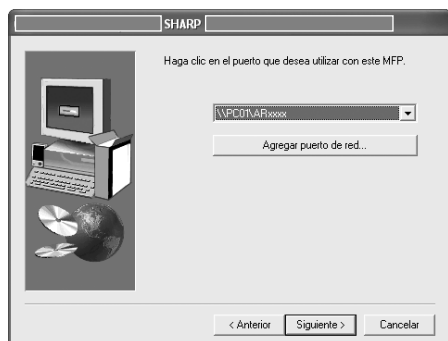 SHARP
Haga clic en el puerto que desea utilizar con este MFP.
\\PC01\ARxxxx
Agregar puerto de red...
< Anterior
Siguiente >
Cancelar